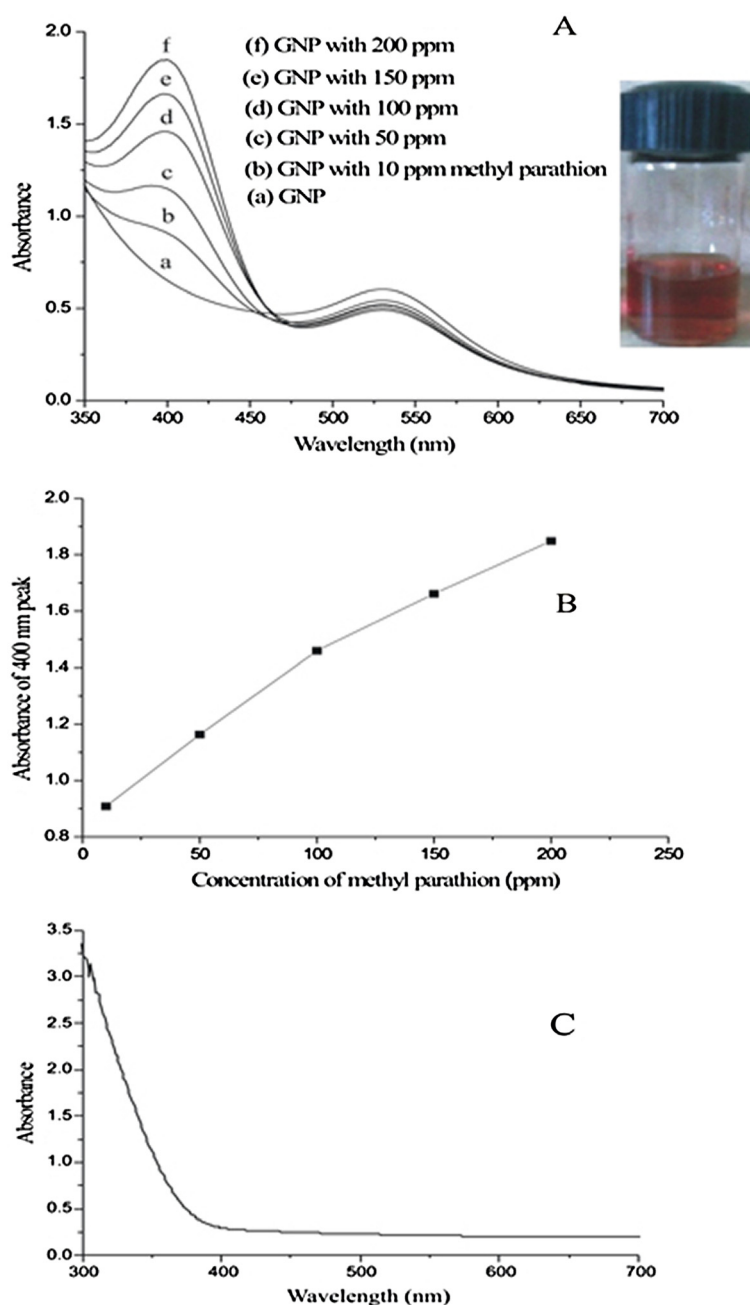 A
(f) GNP with 200 ppm
(e) GNP with 150 ppm
(d) GNP with 100 ppm
(c) GNP with 50 ppm
(b) GNP with 10 ppm methyl parathion
(a) GNP
f
e
d
c
b
a
2.0
1.5
1.0
0.5
0.0
Absorbance
350 400 450 500 550 600 650 700
Wavelength (nm)
B
2.0
1.8
1.6
1.4
1.2
1.0
0.8
Absorbance of 400 nm peak
0 50 100 150 200 250
Concentration of methyl parathion (ppm)
C
3.5
3.0
2.5
2.0
1.5
1.0
0.5
0.0
Absorbance
300 400 500 600 700
Wavelength (nm)